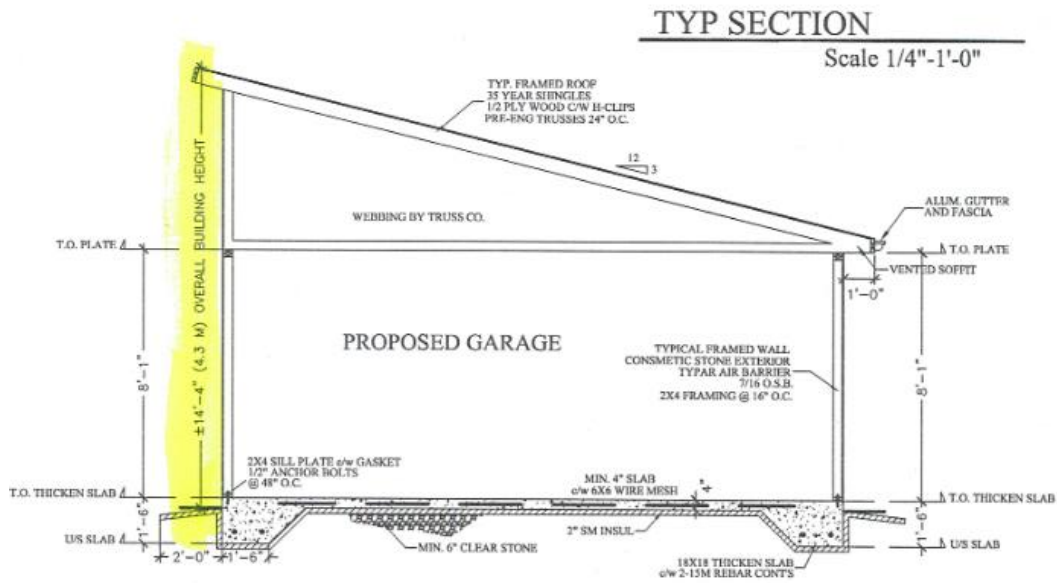 TYP SECTION
Scale 1/4"-1'-0"
TYP. FRAMED ROOF
35 YEAR SHINGLES
1/2 PLY WOOD C/W H-CLIPS
PRE-ENG TRUSSES 24" O.C.
12
3
ALUM. GUTTER
AND FASCIA
WEBBING BY TRUSS CO.
T.O. PLATE
T.O. PLATE
VENTED SOFFIT
1'-0"
±14'-4" (4.3 M) OVERALL BUILDING HEIGHT
8'-1"
PROPOSED GARAGE
TYPICAL FRAMED WALL
CONSMETIC STONE EXTERIOR
TYPAR AIR BARRIER
7/16 O.S.B.
2X4 FRAMING @ 16" O.C.
8'-1"
2X4 SILL PLATE c/w GASKET
1/2" ANCHOR BOLTS
@ 48" O.C.
MIN. 4" SLAB
c/w 6X6 WIRE MESH
4"
T.O. THICKEN SLAB
T.O. THICKEN SLAB
1'-6"
1'-6"
U/S SLAB
U/S SLAB
2'-0"
1'-6"
MIN. 6" CLEAR STONE
2" SM INSUL
18X18 THICKEN SLAB
c/w 2-15M REBAR CONT'S